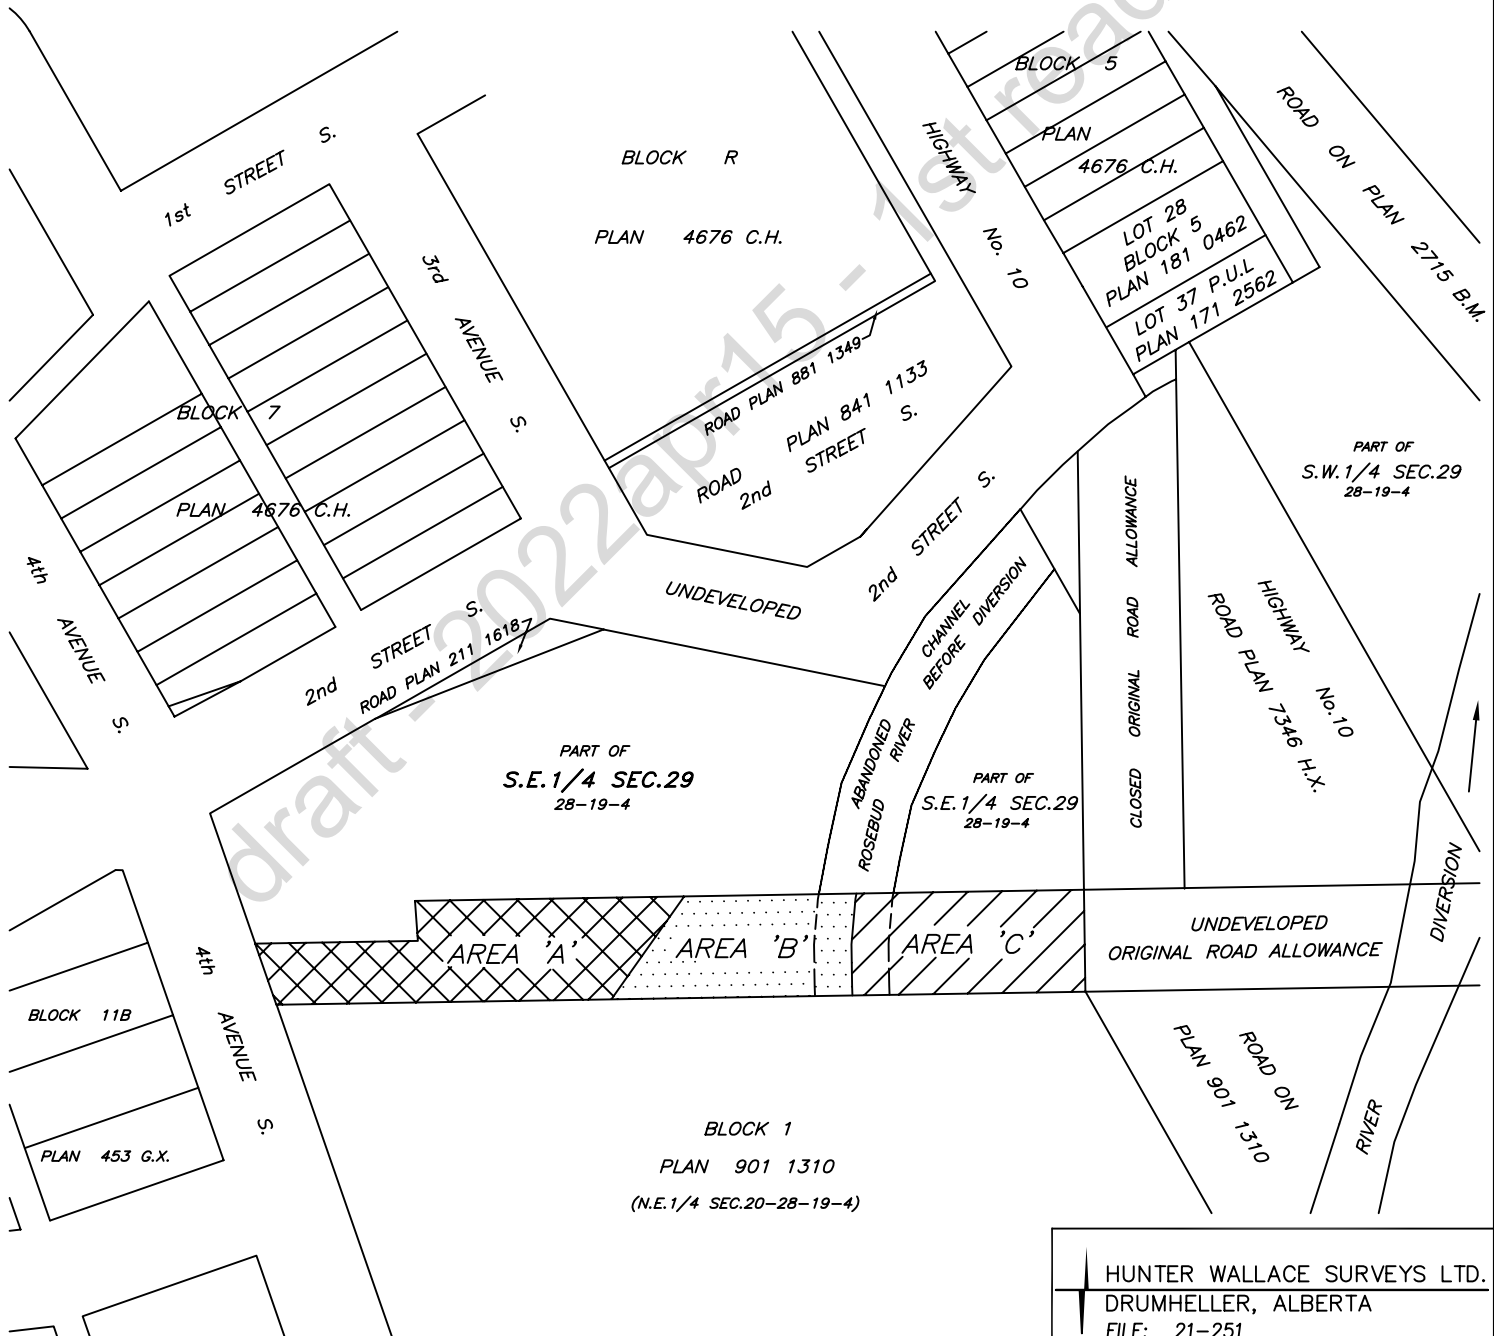 BLOCK 5
PLAN
4676 C.H.
LOT 28
BLOCK 5
PLAN 181 0462
LOT 37 P.U.L
PLAN 171 2562
ROAD ON PLAN 2715 B.M.
HIGHWAY No. 10
1st STREET S.
BLOCK R
PLAN 4676 C.H.
3rd AVENUE S.
ROAD PLAN 881 1349
ROAD PLAN 841 1133
2nd STREET S.
BLOCK 7
PLAN 4676 C.H.
4th AVENUE S.
2nd STREET S.
ROAD PLAN 211 1618
UNDEVELOPED
2nd STREET S.
PART OF
S.W.1/4 SEC.29
28-19-4
CLOSED ORIGINAL ROAD ALLOWANCE
HIGHWAY No.10
ROAD PLAN 7346 H.X.
ABANDONED CHANNEL
ROSEBUD RIVER BEFORE DIVERSION
PART OF
S.E.1/4 SEC.29
28-19-4
PART OF
S.E.1/4 SEC.29
28-19-4
AREA 'A'
AREA 'B'
AREA 'C'
UNDEVELOPED
ORIGINAL ROAD ALLOWANCE
RIVER DIVERSION
4th AVENUE S.
BLOCK 11B
PLAN 453 G.X.
BLOCK 1
PLAN 901 1310
(N.E.1/4 SEC.20-28-19-4)
ROAD ON
PLAN 901 1310
HUNTER WALLACE SURVEYS LTD.
DRUMHELLER, ALBERTA
FILE: 21-251
draft - 2022apr15 - 1st read